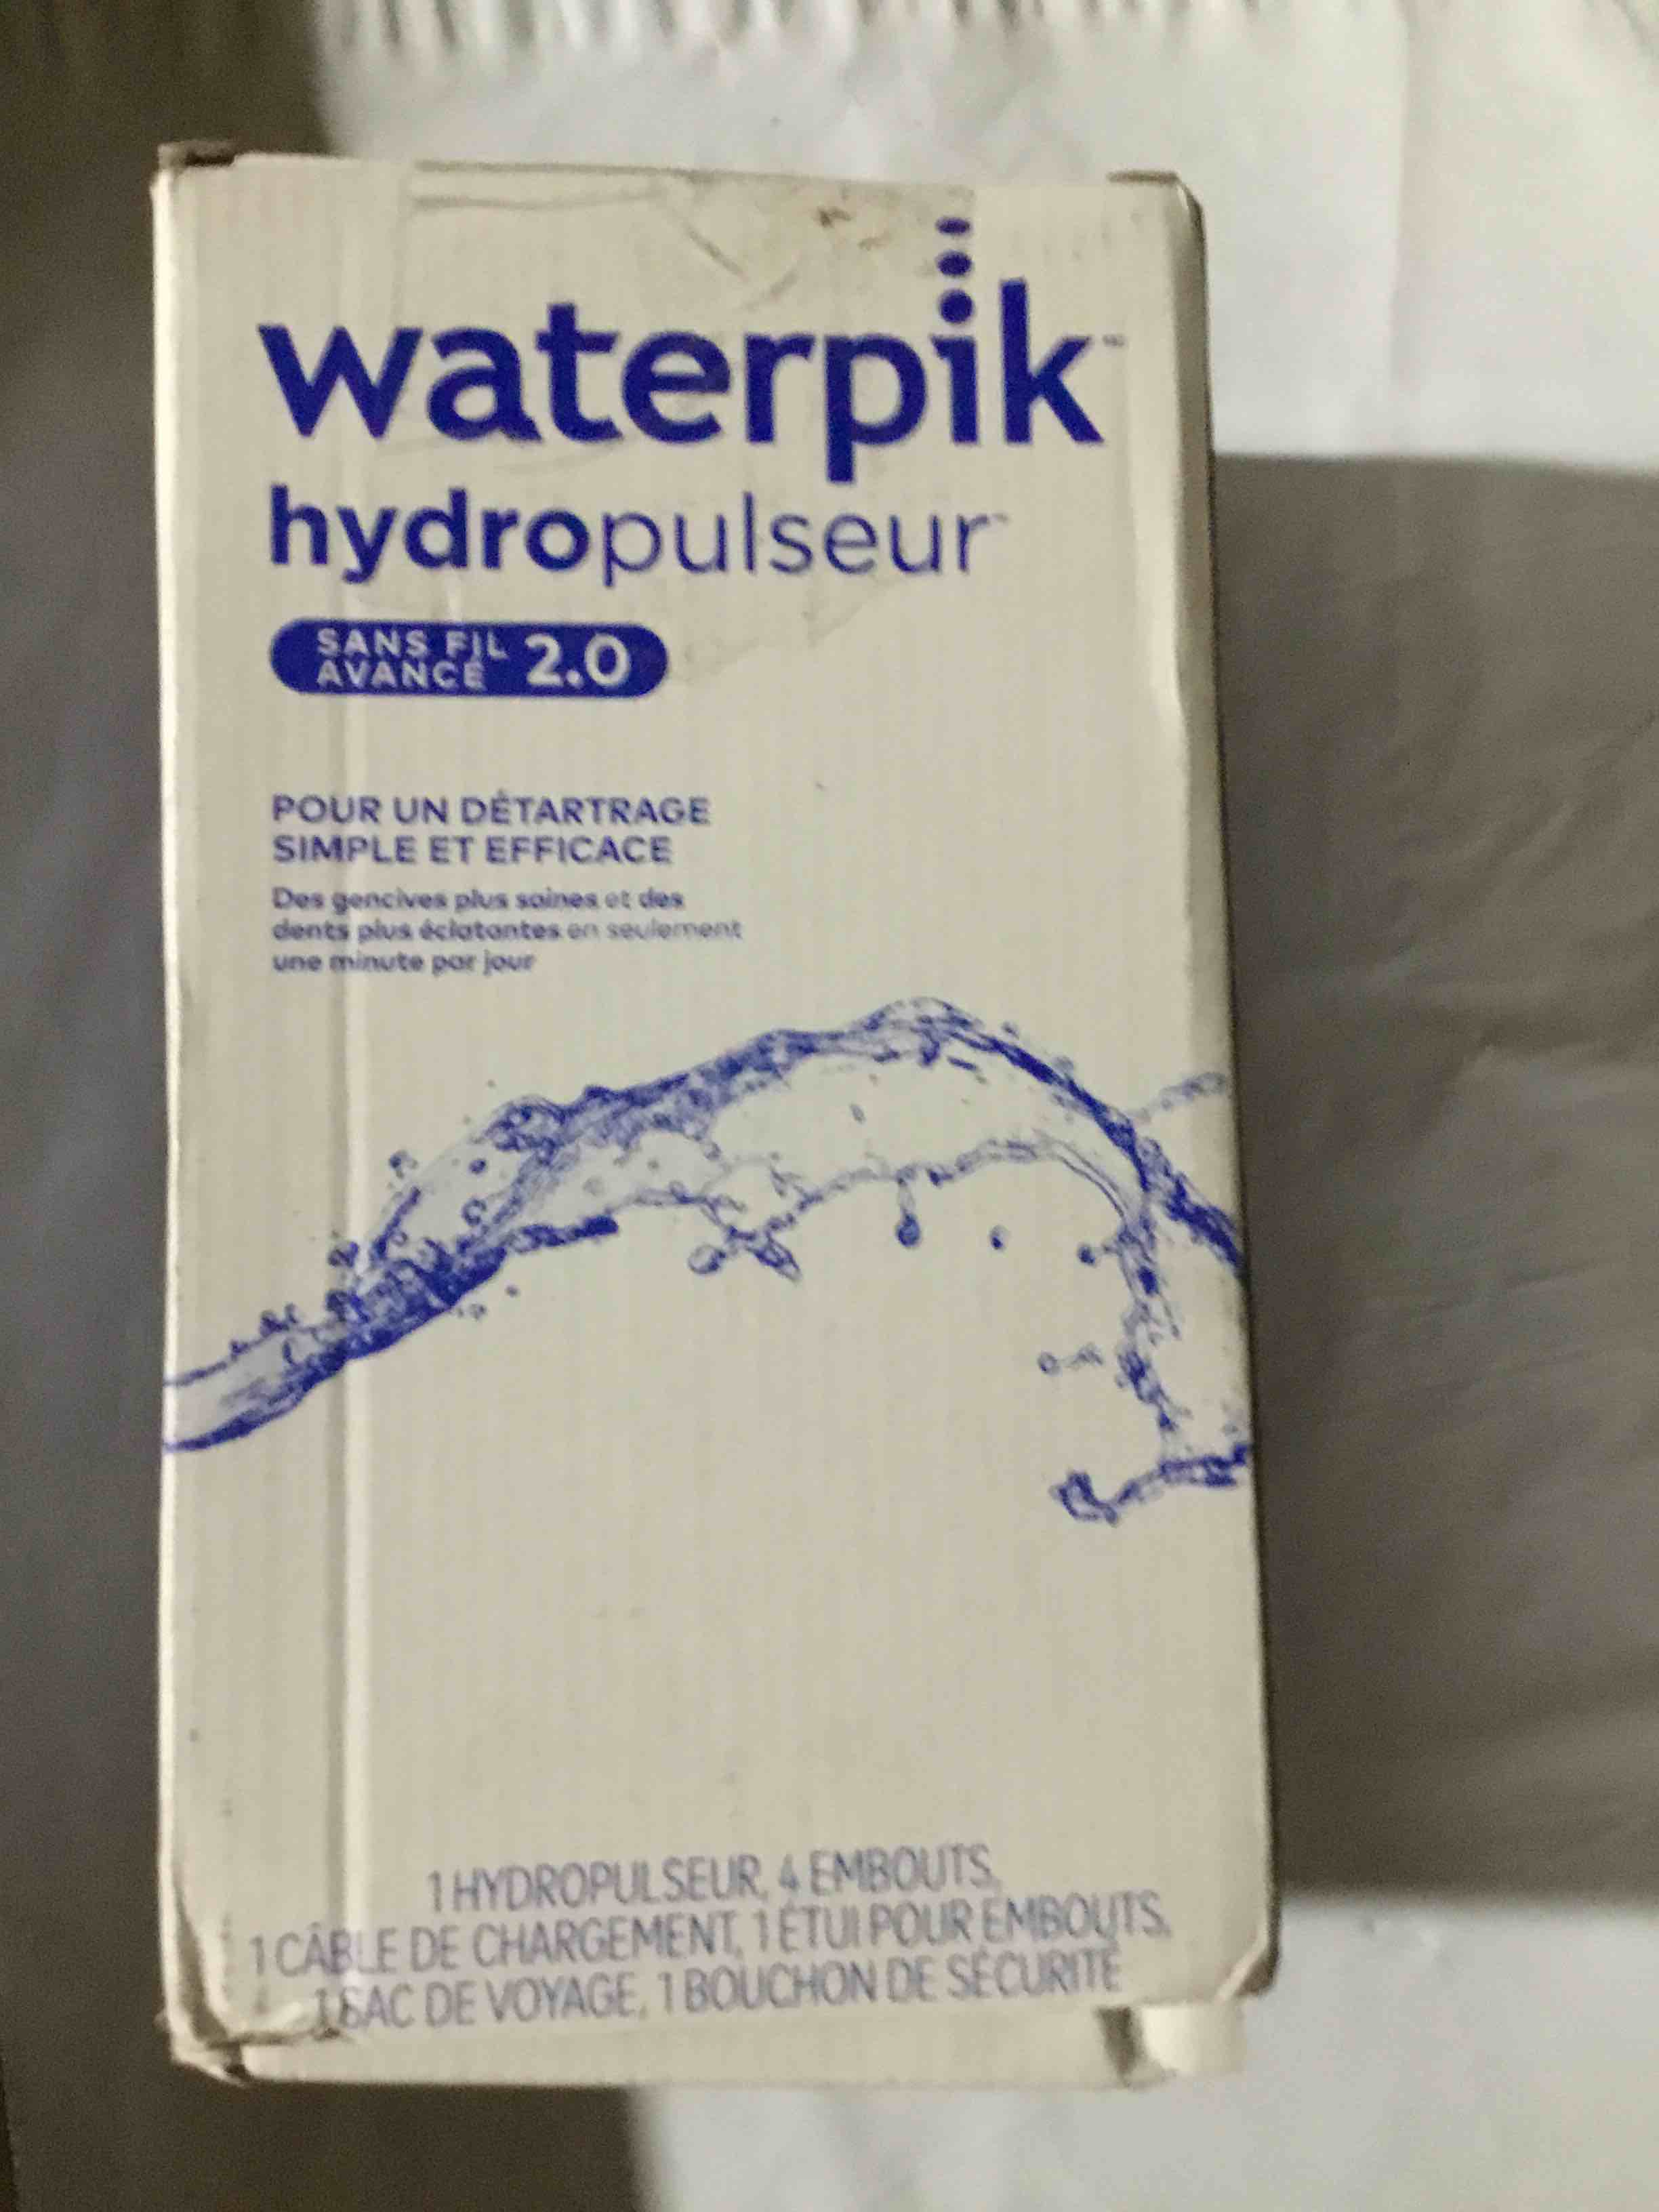 waterpik™
hydropulseur™
SANS FIL
AVANCÉ 2.0
POUR UN DÉTARTRAGE
SIMPLE ET EFFICACE
Des gencives plus saines et des
dents plus éclatantes en seulement
une minute par jour
1 HYDROPULSEUR, 4 EMBOUTS,
1 CÂBLE DE CHARGEMENT, 1 ÉTUI POUR EMBOUTS,
1 SAC DE VOYAGE, 1 BOUCHON DE SÉCURITÉ